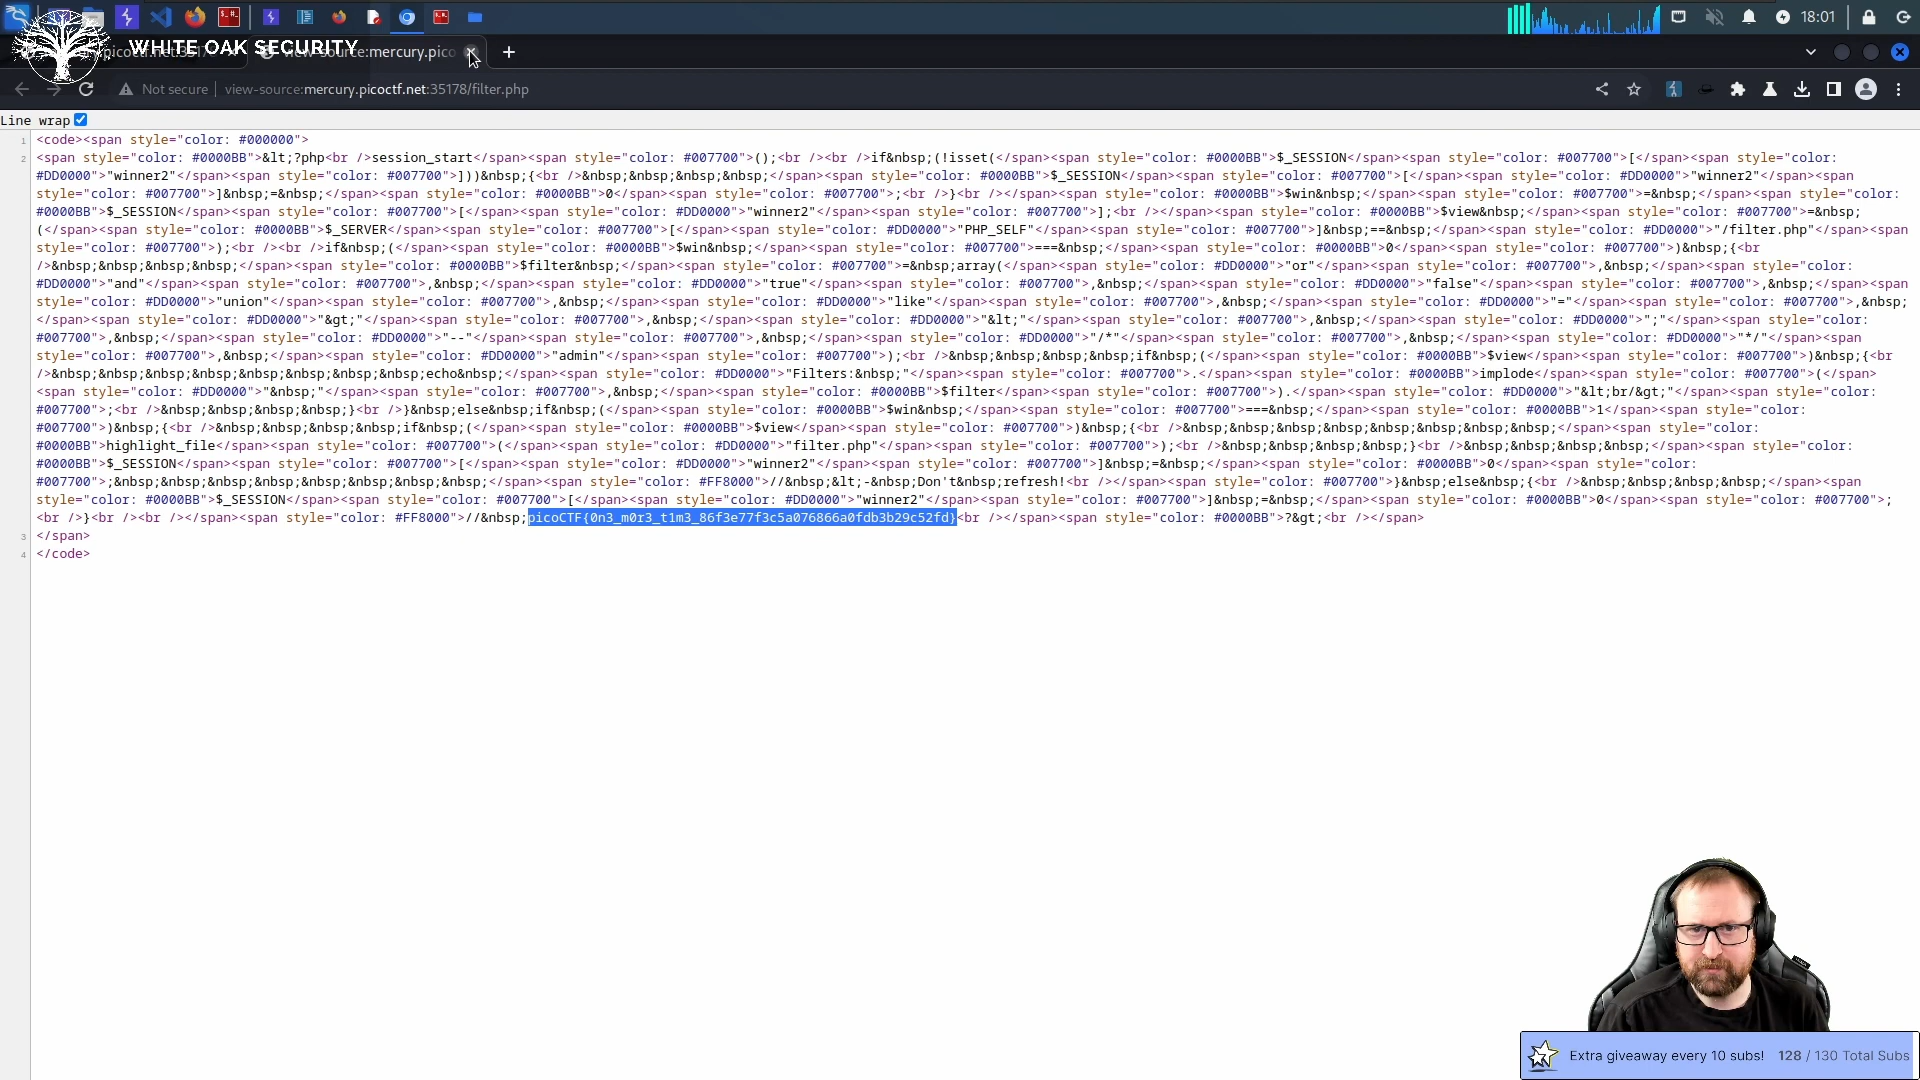 18:01
WHITE OAK SECURITY
view-source:mercury.pico
Not secure view-source:mercury.picoctf.net:35178/filter.php
Line wrap
1 <code><span style="color: #000000">
2 <span style="color: #0000BB">&lt;?php<br />session_start</span><span style="color: #007700">();<br /><br />if&nbsp;(!isset(</span><span style="color: #0000BB">$_SESSION</span><span style="color: #007700">[</span><span style="color:
#DD0000">"winner2"</span><span style="color: #007700">]))&nbsp;{<br />&nbsp;&nbsp;&nbsp;&nbsp;</span><span style="color: #0000BB">$_SESSION</span><span style="color: #007700">[</span><span style="color: #DD0000">"winner2"</span><span
style="color: #007700">]&nbsp;=&nbsp;</span><span style="color: #0000BB">0</span><span style="color: #007700">;<br />}<br /></span><span style="color: #0000BB">$win&nbsp;</span><span style="color: #007700">=&nbsp;</span><span style="color:
#0000BB">$_SESSION</span><span style="color: #007700">[</span><span style="color: #DD0000">"winner2"</span><span style="color: #007700">];<br /></span><span style="color: #0000BB">$view&nbsp;</span><span style="color: #007700">=&nbsp;
(</span><span style="color: #0000BB">$_SERVER</span><span style="color: #007700">[</span><span style="color: #DD0000">"PHP_SELF"</span><span style="color: #007700">]&nbsp;==&nbsp;</span><span style="color: #DD0000">"/filter.php"</span><span
style="color: #007700">);<br /><br />if&nbsp;(</span><span style="color: #0000BB">$win&nbsp;</span><span style="color: #007700">===&nbsp;</span><span style="color: #0000BB">0</span><span style="color: #007700">)&nbsp;{<br
/>&nbsp;&nbsp;&nbsp;&nbsp;</span><span style="color: #0000BB">$filter&nbsp;</span><span style="color: #007700">=&nbsp;array(</span><span style="color: #DD0000">"or"</span><span style="color: #007700">,&nbsp;</span><span style="color:
#DD0000">"and"</span><span style="color: #007700">,&nbsp;</span><span style="color: #DD0000">"true"</span><span style="color: #007700">,&nbsp;</span><span style="color: #DD0000">"false"</span><span style="color: #007700">,&nbsp;</span><span
style="color: #DD0000">"union"</span><span style="color: #007700">,&nbsp;</span><span style="color: #DD0000">"like"</span><span style="color: #007700">,&nbsp;</span><span style="color: #DD0000">"="</span><span style="color: #007700">,&nbsp;
</span><span style="color: #DD0000">"&gt;"</span><span style="color: #007700">,&nbsp;</span><span style="color: #DD0000">"&lt;"</span><span style="color: #007700">,&nbsp;</span><span style="color: #DD0000">";"</span><span style="color:
#007700">,&nbsp;</span><span style="color: #DD0000">"--"</span><span style="color: #007700">,&nbsp;</span><span style="color: #DD0000">"/*"</span><span style="color: #007700">,&nbsp;</span><span style="color: #DD0000">"*/"</span><span
style="color: #007700">,&nbsp;</span><span style="color: #DD0000">"admin"</span><span style="color: #007700">);<br />&nbsp;&nbsp;&nbsp;&nbsp;if&nbsp;(</span><span style="color: #0000BB">$view</span><span style="color: #007700">)&nbsp;{<br
/>&nbsp;&nbsp;&nbsp;&nbsp;&nbsp;&nbsp;&nbsp;&nbsp;echo&nbsp;</span><span style="color: #DD0000">"Filters:&nbsp;"</span><span style="color: #007700">.</span><span style="color: #0000BB">implode</span><span style="color: #007700">(</span>
<span style="color: #DD0000">"&nbsp;"</span><span style="color: #007700">,&nbsp;</span><span style="color: #0000BB">$filter</span><span style="color: #007700">).</span><span style="color: #DD0000">"&lt;br/&gt;"</span><span style="color:
#007700">;<br />&nbsp;&nbsp;&nbsp;&nbsp;}<br />}&nbsp;else&nbsp;if&nbsp;(</span><span style="color: #0000BB">$win&nbsp;</span><span style="color: #007700">===&nbsp;</span><span style="color: #0000BB">1</span><span style="color:
#007700">)&nbsp;{<br />&nbsp;&nbsp;&nbsp;&nbsp;if&nbsp;(</span><span style="color: #0000BB">$view</span><span style="color: #007700">)&nbsp;{<br />&nbsp;&nbsp;&nbsp;&nbsp;&nbsp;&nbsp;&nbsp;&nbsp;</span><span style="color:
#0000BB">highlight_file</span><span style="color: #007700">(</span><span style="color: #DD0000">"filter.php"</span><span style="color: #007700">);<br />&nbsp;&nbsp;&nbsp;&nbsp;}<br />&nbsp;&nbsp;&nbsp;&nbsp;</span><span style="color:
#0000BB">$_SESSION</span><span style="color: #007700">[</span><span style="color: #DD0000">"winner2"</span><span style="color: #007700">]&nbsp;=&nbsp;</span><span style="color: #0000BB">0</span><span style="color:
#007700">;&nbsp;&nbsp;&nbsp;&nbsp;&nbsp;&nbsp;&nbsp;&nbsp;</span><span style="color: #FF8000">//&nbsp;&lt;-&nbsp;Don't&nbsp;refresh!<br /></span><span style="color: #007700">}&nbsp;else&nbsp;{<br />&nbsp;&nbsp;&nbsp;&nbsp;</span><span
style="color: #0000BB">$_SESSION</span><span style="color: #007700">[</span><span style="color: #DD0000">"winner2"</span><span style="color: #007700">]&nbsp;=&nbsp;</span><span style="color: #0000BB">0</span><span style="color: #007700">;
<br />}<br /><br /></span><span style="color: #FF8000">//&nbsp;picoCTF{0n3_m0r3_t1m3_86f3e77f3c5a076866a0fdb3b29c52fd}<br /></span><span style="color: #0000BB">?&gt;<br /></span>
3 </span>
4 </code>
Extra giveaway every 10 subs! 128 / 130 Total Subs